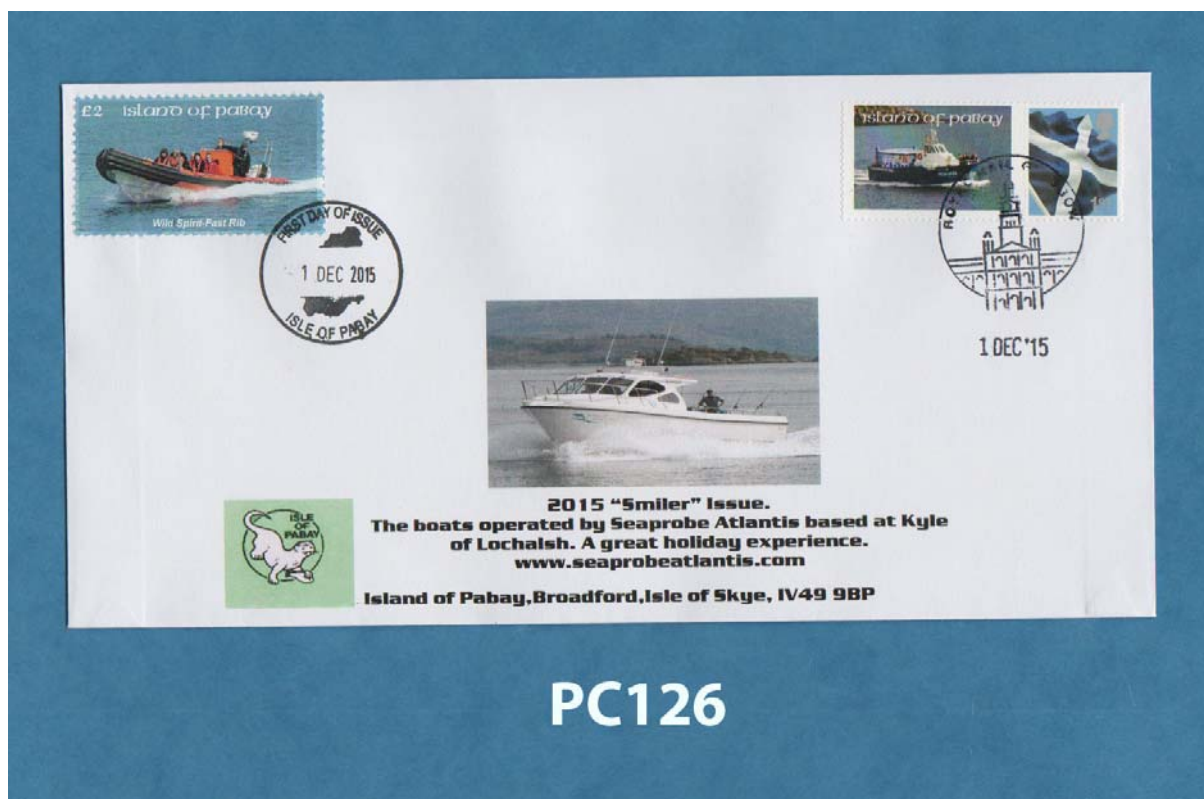 £2 Island of Pabay
Wild Spirit-Fast Rib
FIRST DAY OF ISSUE
1 DEC 2015
ISLE OF PABAY
Island of Pabay
1 DEC '15
2015 “Smiler” Issue.
The boats operated by Seaprobe Atlantis based at Kyle
of Lochalsh. A great holiday experience.
www.seaprobeatlantis.com
ISLE
OF
PABAY
Island of Pabay,Broadford,Isle of Skye, IV49 9BP
PC126